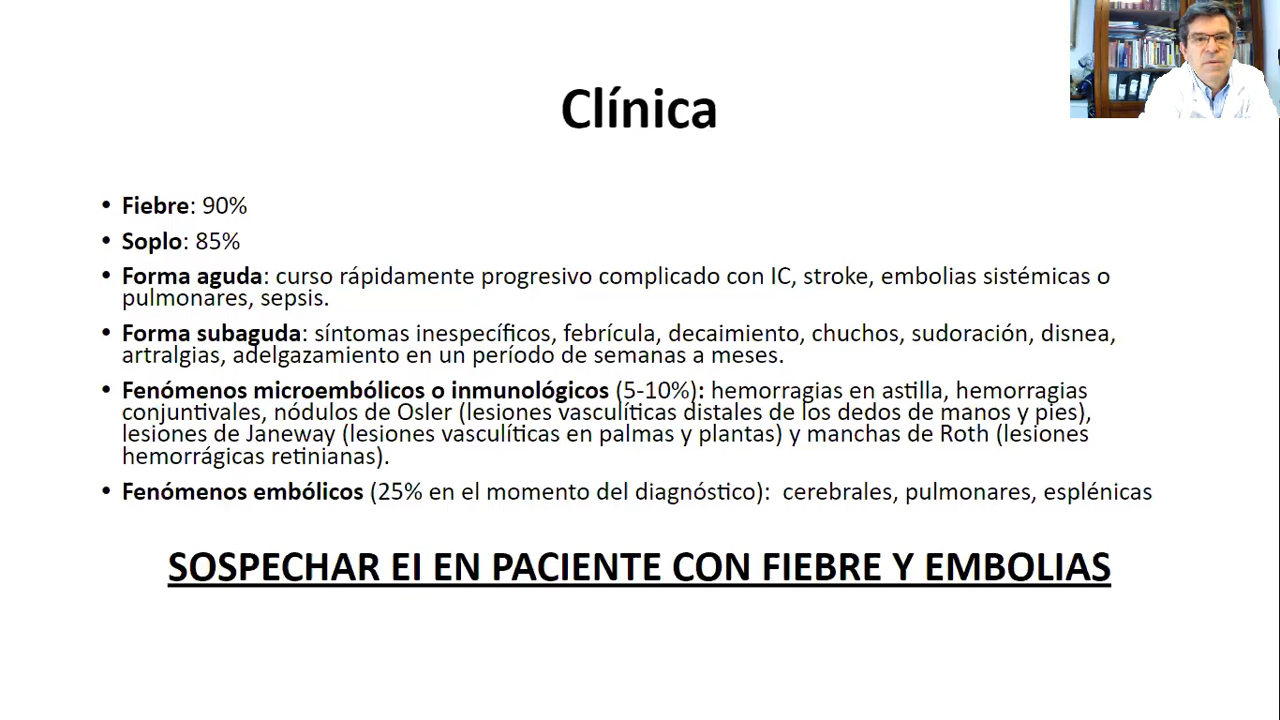 Clínica
• Fiebre: 90%
• Soplo: 85%
• Forma aguda: curso rápidamente progresivo complicado con IC, stroke, embolias sistémicas o
pulmonares, sepsis.
• Forma subaguda: síntomas inespecíficos, febrícula, decaimiento, chuchos, sudoración, disnea,
artralgias, adelgazamiento en un período de semanas a meses.
• Fenómenos microembólicos o inmunológicos (5-10%): hemorragias en astilla, hemorragias
conjuntivales, nódulos de Osler (lesiones vasculíticas distales de los dedos de manos y pies),
lesiones de Janeway (lesiones vasculíticas en palmas y plantas) y manchas de Roth (lesiones
hemorrágicas retinianas).
• Fenómenos embólicos (25% en el momento del diagnóstico): cerebrales, pulmonares, esplénicas
SOSPECHAR EI EN PACIENTE CON FIEBRE Y EMBOLIAS